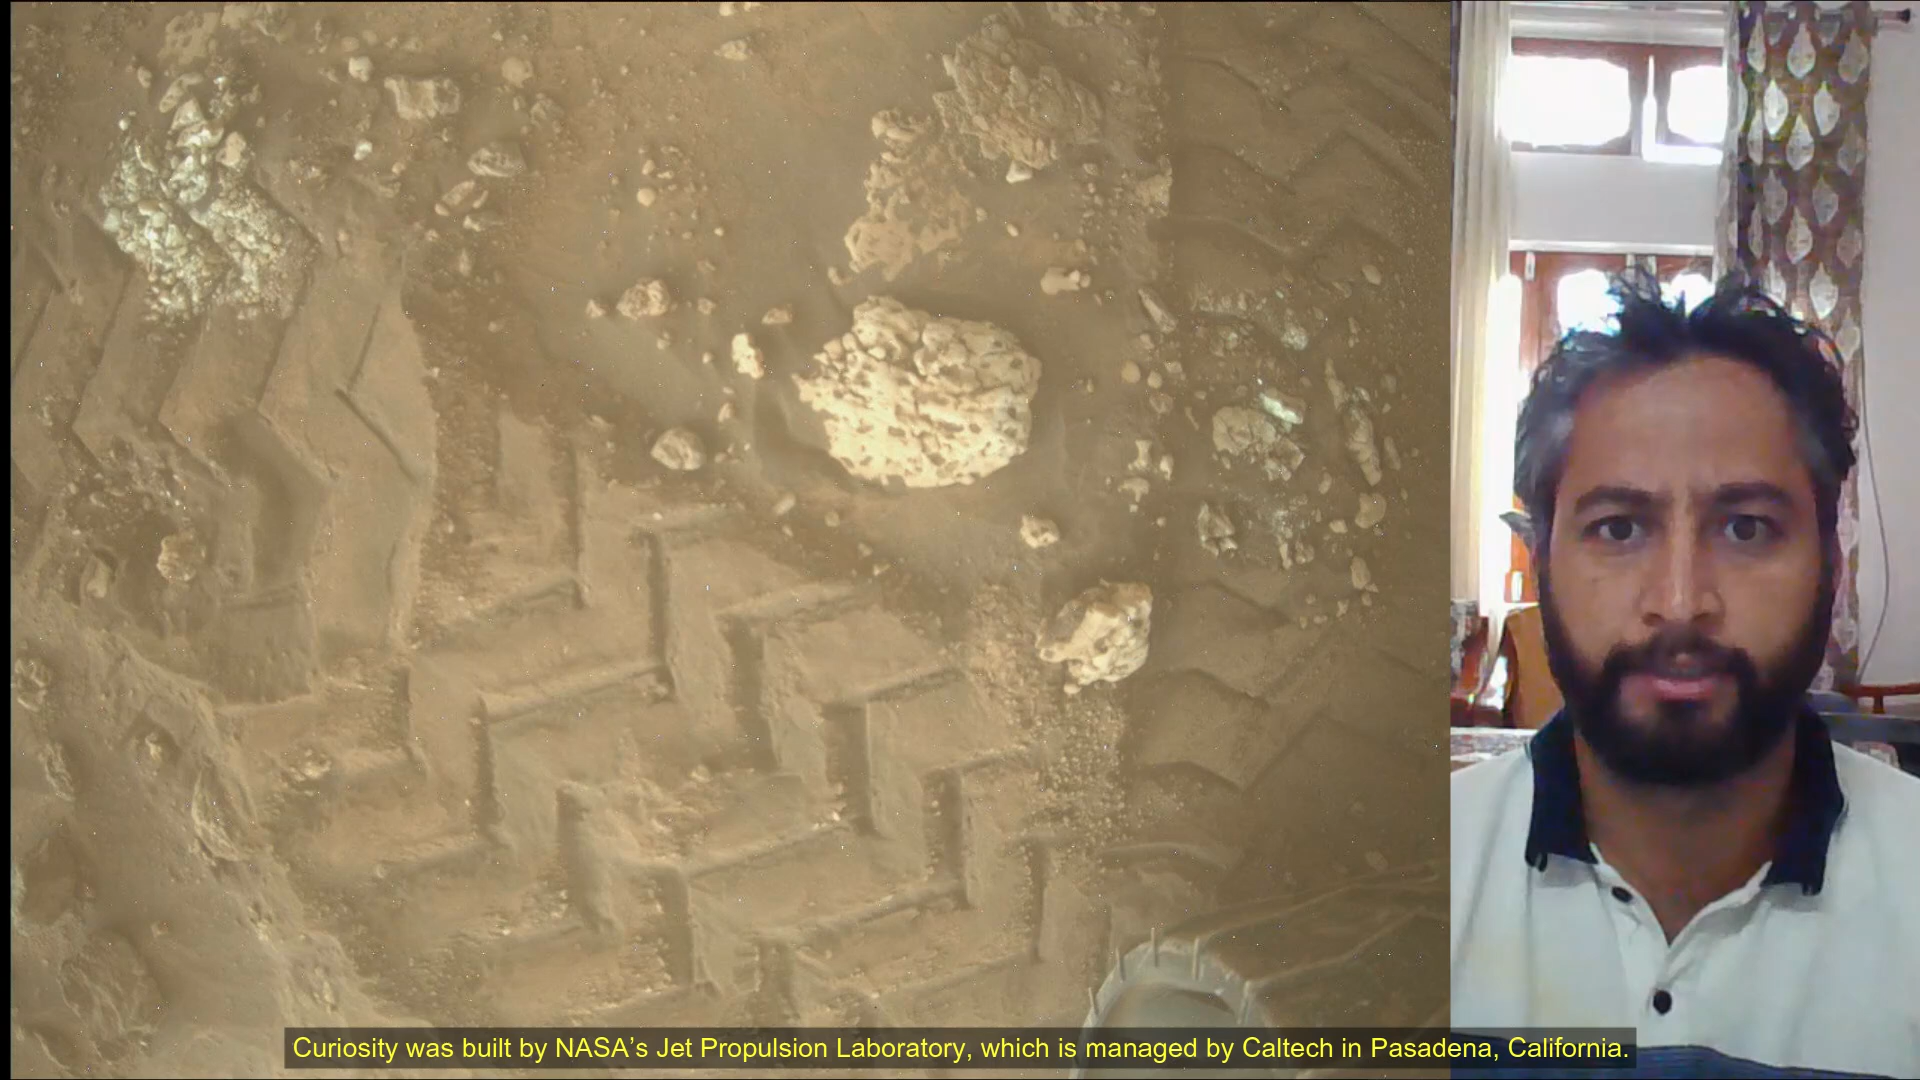 Curiosity was built by NASA’s Jet Propulsion Laboratory, which is managed by Caltech in Pasadena, California.